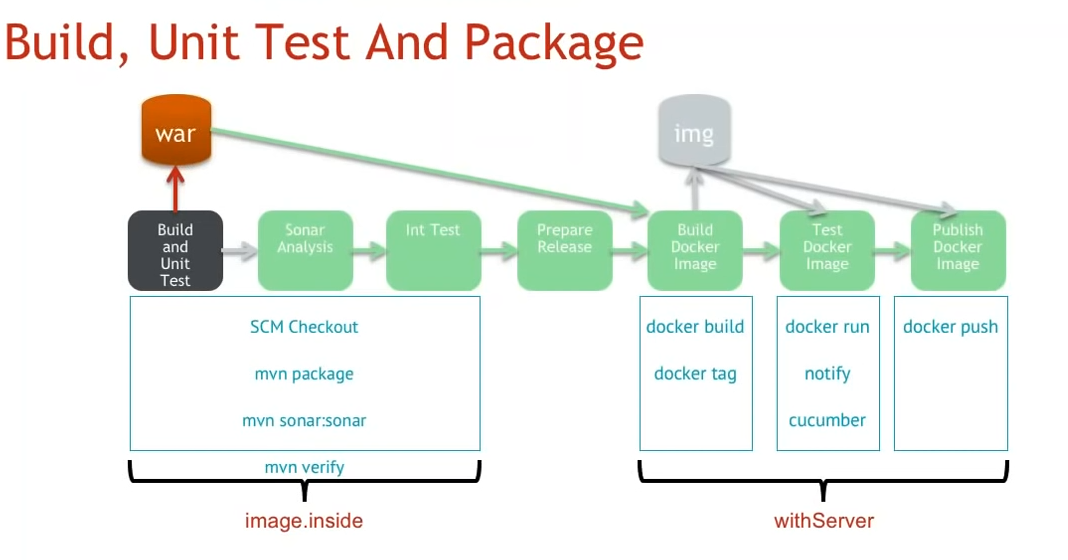 Build, Unit Test And Package
war
img
Build
and
Unit
Test
Sonar
Analysis
Int Test
Prepare
Release
Build
Docker
Image
Test
Docker
Image
Publish
Docker
Image
SCM Checkout
mvn package
mvn sonar:sonar
mvn verify
docker build
docker tag
docker run
notify
cucumber
docker push
image.inside
withServer